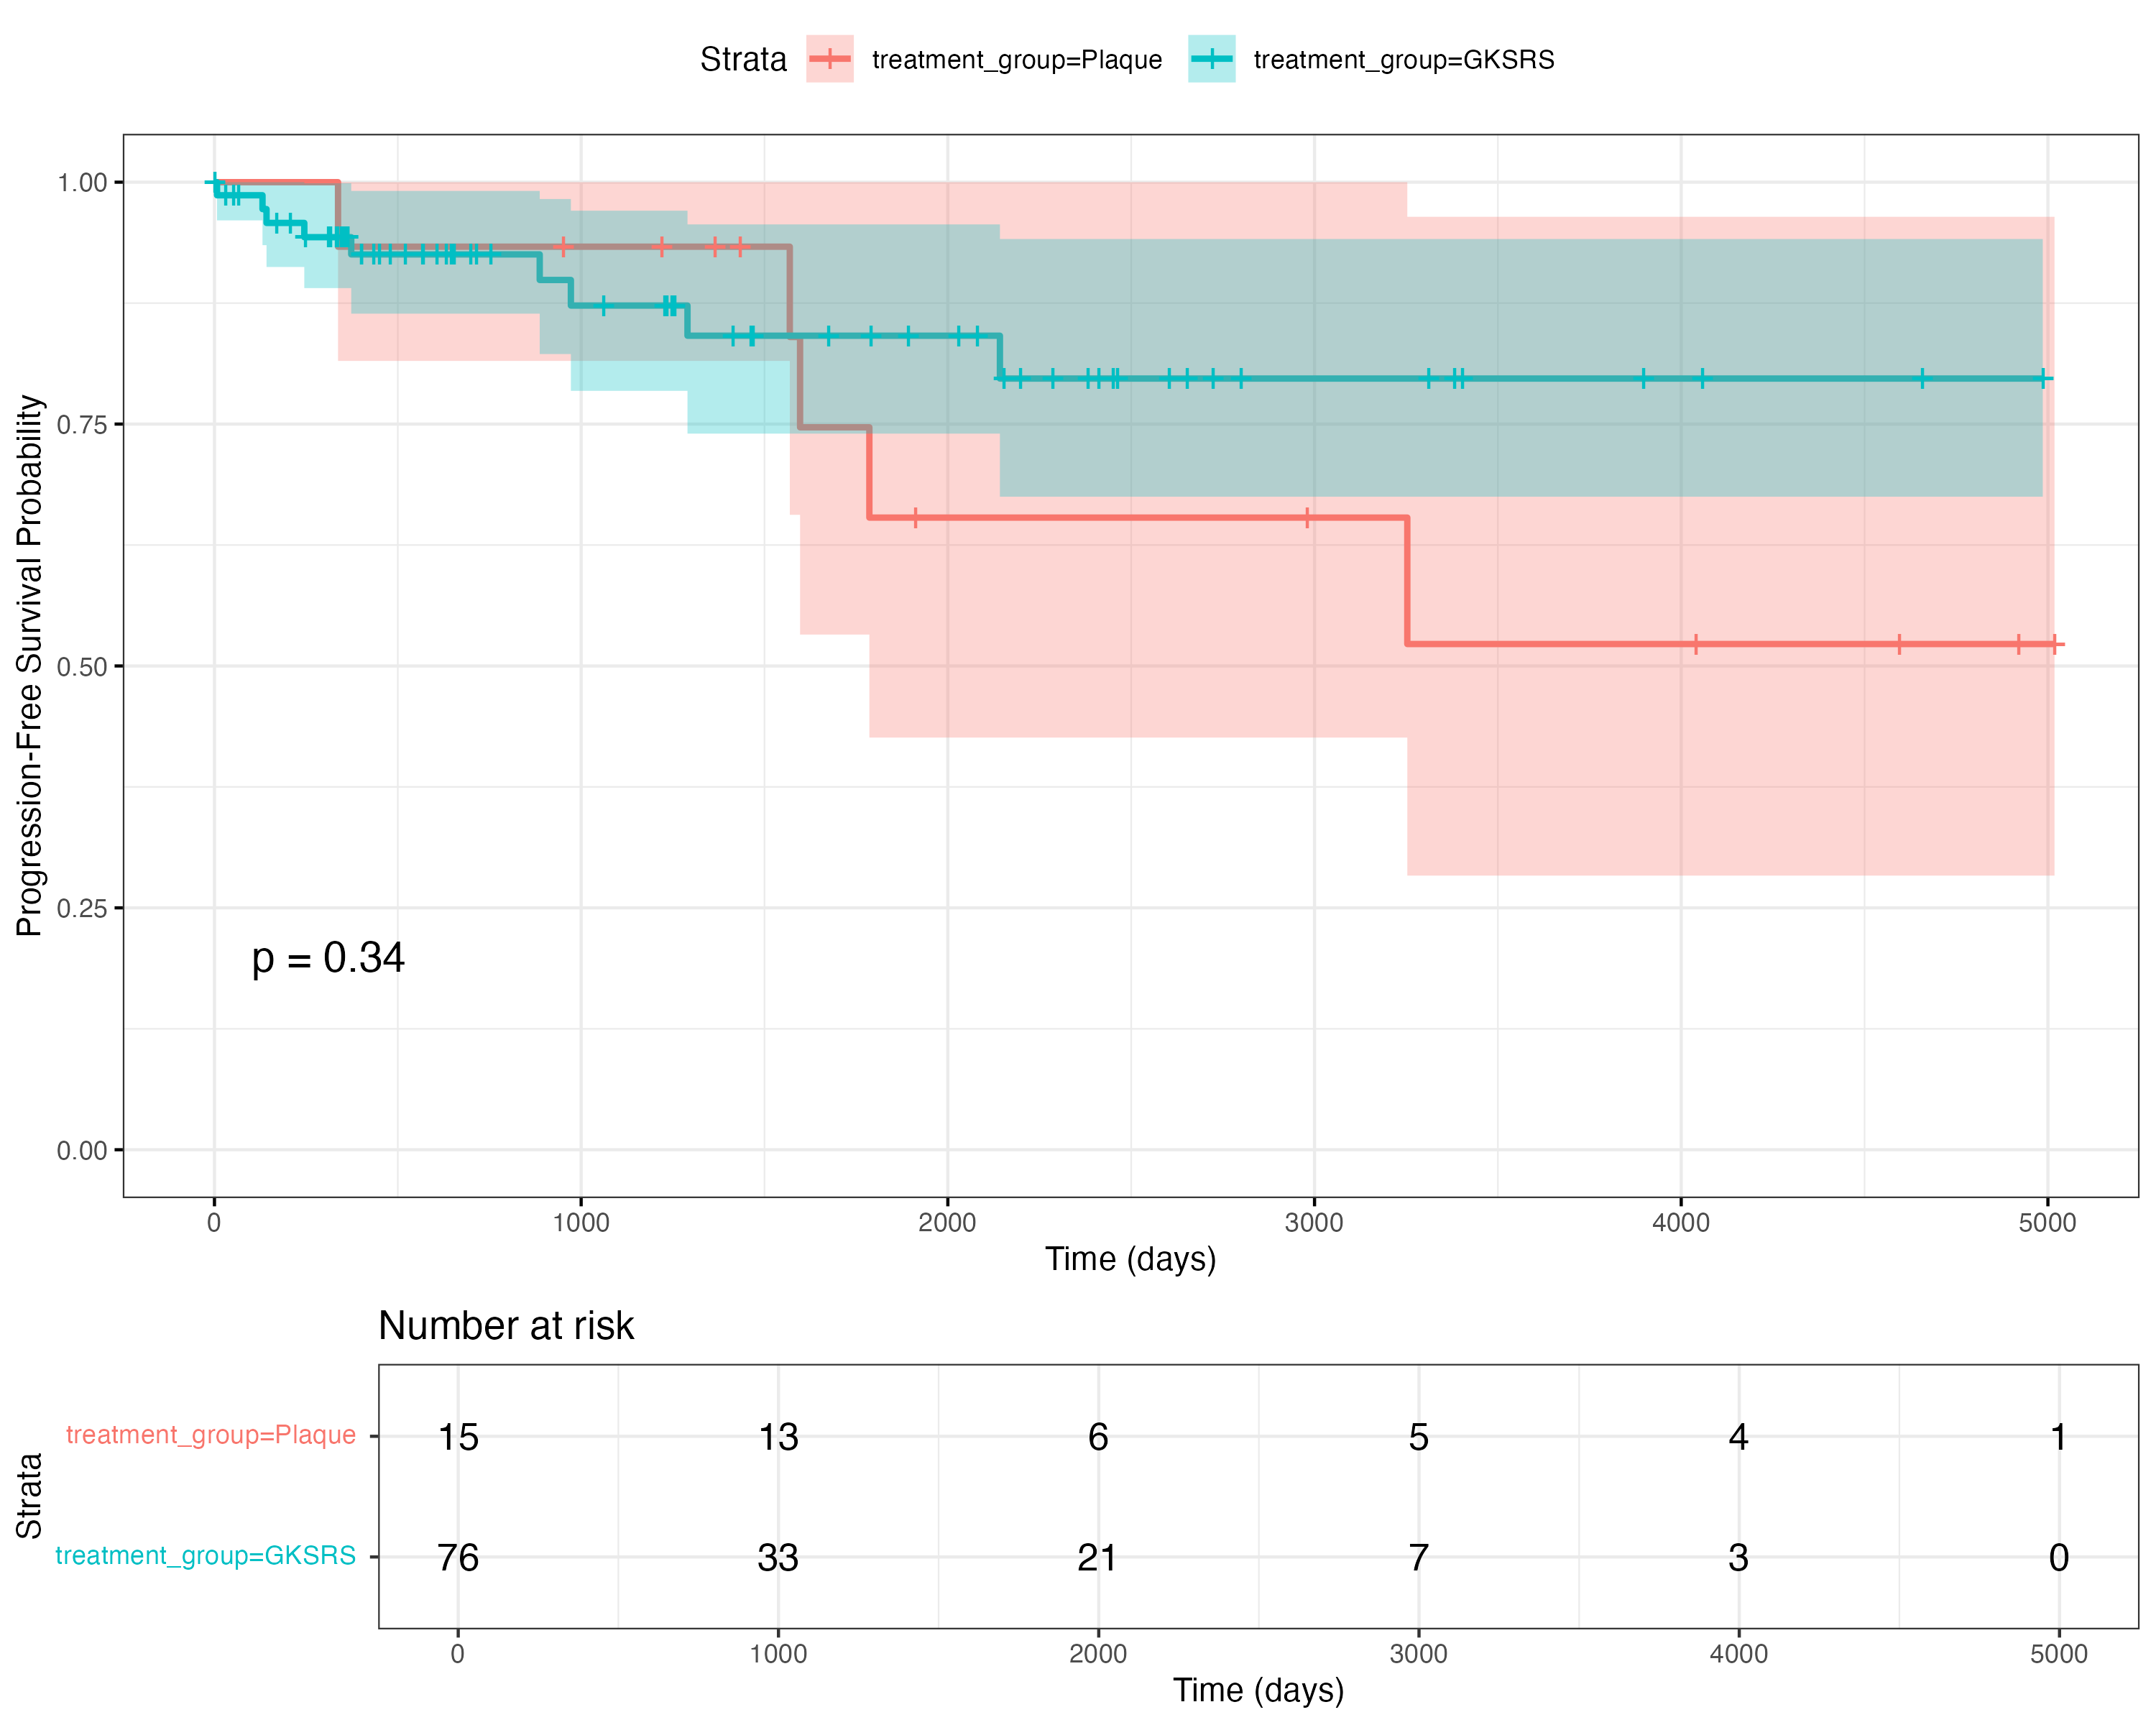 Strata treatment_group=Plaque treatment_group=GKSRS
Progression-Free Survival Probability
1.00
0.75
0.50
0.25
0.00
p = 0.34
0 1000 2000 3000 4000 5000
Time (days)
Number at risk
Strata
treatment_group=Plaque 15 13 6 5 4 1
treatment_group=GKSRS 76 33 21 7 3 0
0 1000 2000 3000 4000 5000
Time (days)